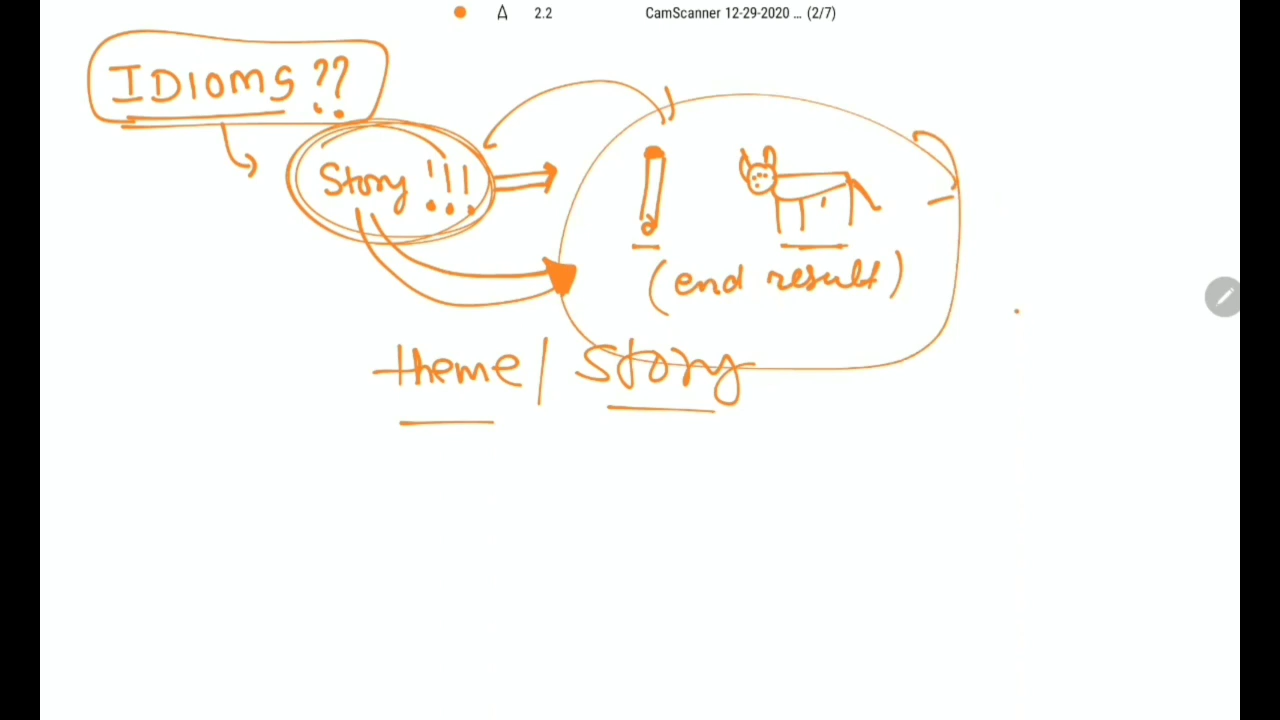 A 2.2 CamScanner 12-29-2020 ... (2/7)
IDIOMS ??
Story !!!
(end result)
theme / story